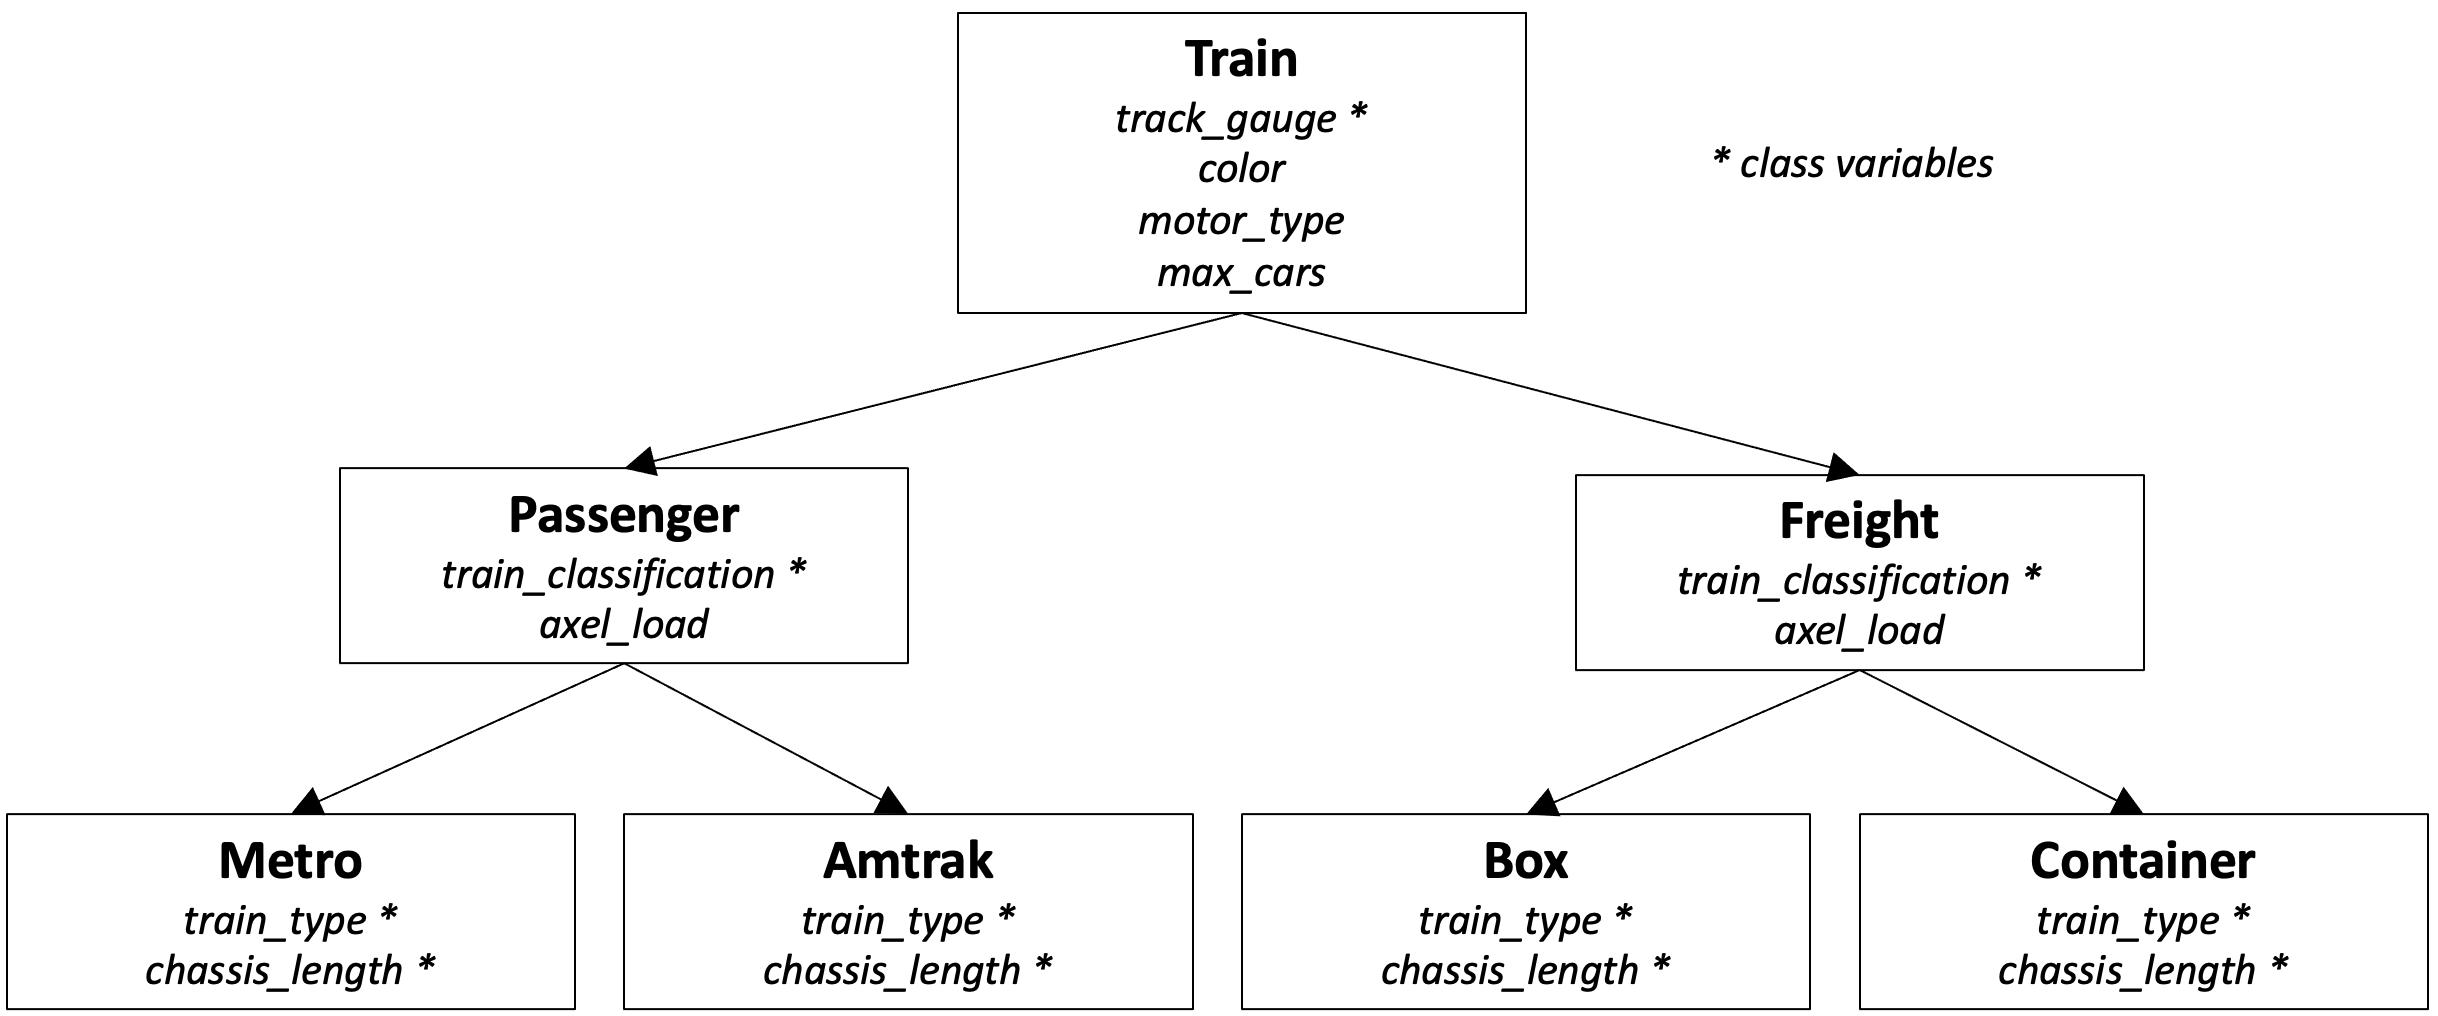 Train
track_gauge *
color
motor_type
max_cars
* class variables
Passenger
train_classification *
axel_load
Freight
train_classification *
axel_load
Metro
train_type *
chassis_length *
Amtrak
train_type *
chassis_length *
Box
train_type *
chassis_length *
Container
train_type *
chassis_length *